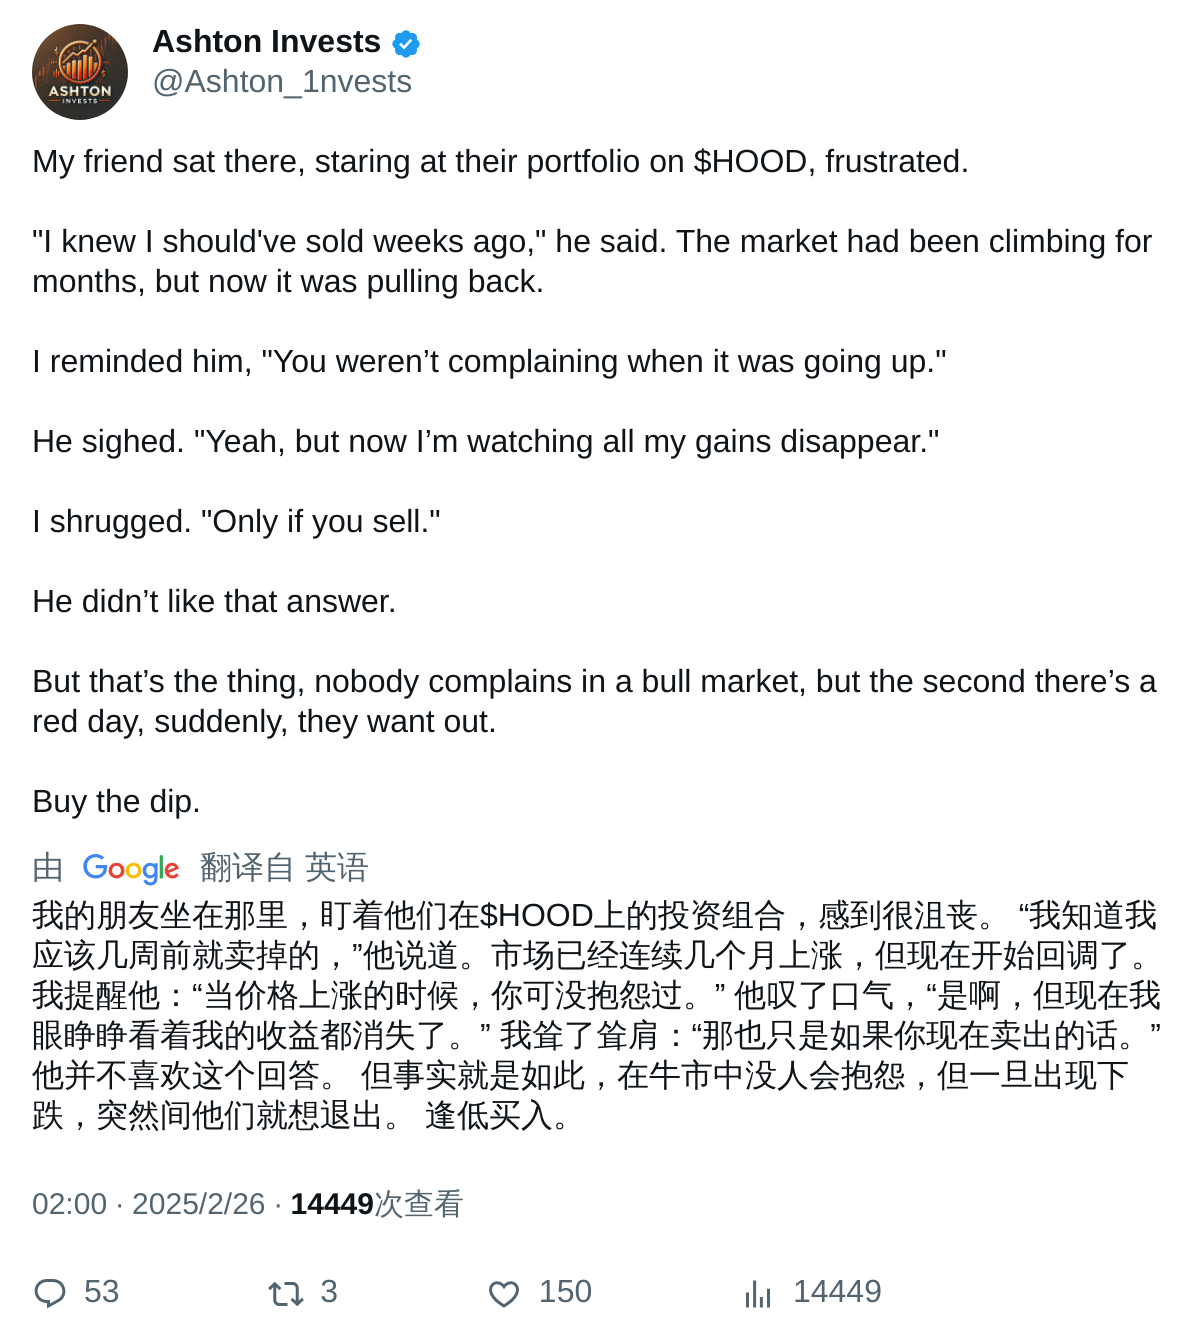 ASHTON
INVESTS
Ashton Invests
@Ashton_1nvests
My friend sat there, staring at their portfolio on $HOOD, frustrated.
"I knew I should've sold weeks ago," he said. The market had been climbing for
months, but now it was pulling back.
I reminded him, "You weren’t complaining when it was going up."
He sighed. "Yeah, but now I’m watching all my gains disappear."
I shrugged. "Only if you sell."
He didn’t like that answer.
But that’s the thing, nobody complains in a bull market, but the second there’s a
red day, suddenly, they want out.
Buy the dip.
由 Google 翻译自 英语
我的朋友坐在那里，盯着他们在$HOOD上的投资组合，感到很沮丧。 “我知道我
应该几周前就卖掉的，”他说道。市场已经连续几个月上涨，但现在开始回调了。
我提醒他：“当价格上涨的时候，你可没抱怨过。” 他叹了口气，“是啊，但现在我
眼睁睁看着我的收益都消失了。” 我耸了耸肩：“那也只是如果你现在卖出的话。”
他并不喜欢这个回答。 但事实就是如此，在牛市中没人会抱怨，但一旦出现下
跌，突然间他们就想退出。 逢低买入。
02:00 · 2025/2/26 · 14449次查看
53 3 150 14449